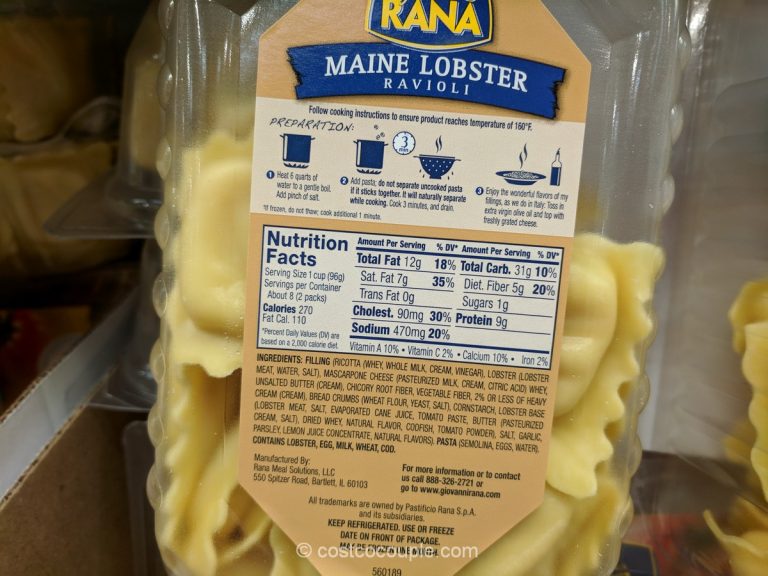 RANA
MAINE LOBSTER
RAVIOLI
Follow cooking instructions to ensure product reaches temperature of 160°F.
PREPARATION:
3
min
1 Heat 6 quarts of
water to a gentle boil.
Add pinch of salt.
2 Add pasta; do not separate uncooked pasta
if it sticks together. It will naturally separate
while cooking. Cook 3 minutes, and drain.
3 Enjoy the wonderful flavors of my
fillings, as we do in Italy: Toss in
extra virgin olive oil and top with
freshly grated cheese.
*If frozen, do not thaw; cook additional 1 minute.
Nutrition
Facts
Serving Size 1 cup (96g)
Servings per Container
About 8 (2 packs)
Calories 270
Fat Cal. 110
*Percent Daily Values (DV) are
based on a 2,000 calorie diet.
Amount Per Serving % DV* Amount Per Serving % DV*
Total Fat 12g 18% Total Carb. 31g 10%
Sat. Fat 7g 35% Diet. Fiber 5g 20%
Trans Fat 0g Sugars 1g
Cholest. 90mg 30% Protein 9g
Sodium 470mg 20%
Vitamin A 10% • Vitamin C 2% • Calcium 10% • Iron 2%
INGREDIENTS: FILLING (RICOTTA (WHEY, WHOLE MILK, CREAM, VINEGAR), LOBSTER (LOBSTER
MEAT, WATER, SALT), MASCARPONE CHEESE (PASTEURIZED MILK, CREAM, CITRIC ACID) WHEY,
UNSALTED BUTTER (CREAM), CHICORY ROOT FIBER, VEGETABLE FIBER, 2% OR LESS OF HEAVY
CREAM (CREAM), BREAD CRUMBS (WHEAT FLOUR, YEAST, SALT), CORNSTARCH, LOBSTER BASE
(LOBSTER MEAT, SALT, EVAPORATED CANE JUICE, TOMATO PASTE, BUTTER (PASTEURIZED
CREAM, SALT), DRIED WHEY, NATURAL FLAVOR, CODFISH, TOMATO POWDER), SALT, GARLIC,
PARSLEY, LEMON JUICE CONCENTRATE, NATURAL FLAVORS). PASTA (SEMOLINA, EGGS, WATER).
CONTAINS LOBSTER, EGG, MILK, WHEAT, COD.
Manufactured By:
Rana Meal Solutions, LLC
550 Spitzer Road, Bartlett, IL 60103
For more information or to contact
us call 888-326-2721 or
go to www.giovannirana.com
All trademarks are owned by Pastificio Rana S.p.A.
and its subsidiaries.
KEEP REFRIGERATED. USE OR FREEZE
DATE ON FRONT OF PACKAGE.
MAY BE FROZEN
© costcocouple.com
560189